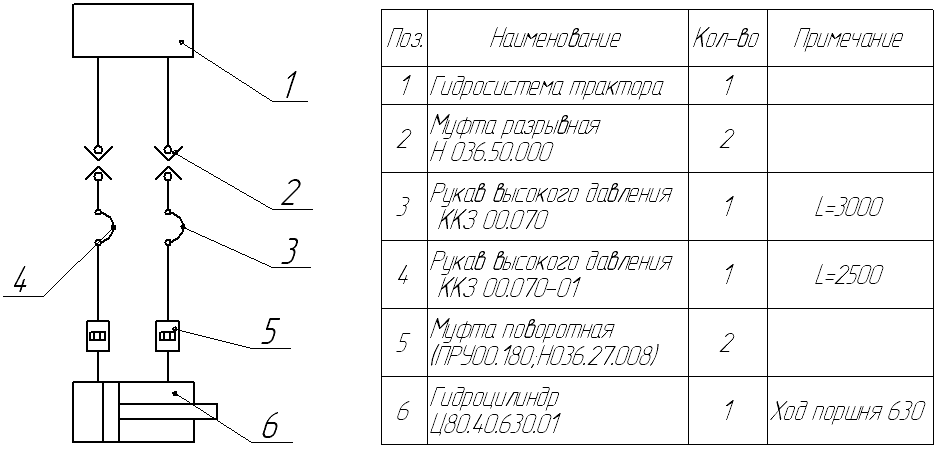 1
2
3
4
5
6
Поз. Наименование Кол-во Примечание
1 Гидросистема трактора 1
2 Муфта разрывная
Н 036.50.000 2
3 Рукав высокого давления
ККЗ 00.070 1 L=3000
4 Рукав высокого давления
ККЗ 00.070-01 1 L=2500
5 Муфта поворотная
(ПРУ00.180;Н036.27.008) 2
6 Гидроцилиндр
Ц80.40.630.01 1 Ход поршня 630